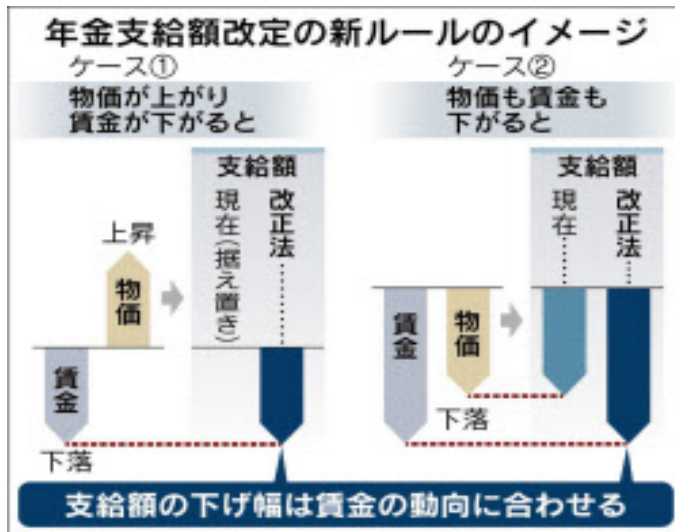 年金支給額改定の新ルールのイメージ
ケース①
物価が上がり
賃金が下がると
支給額
現在(据え置き)
改正法
上昇
物価
賃金
下落
ケース②
物価も賃金も
下がると
支給額
現在
改正法
賃金
物価
下落
支給額の下げ幅は賃金の動向に合わせる